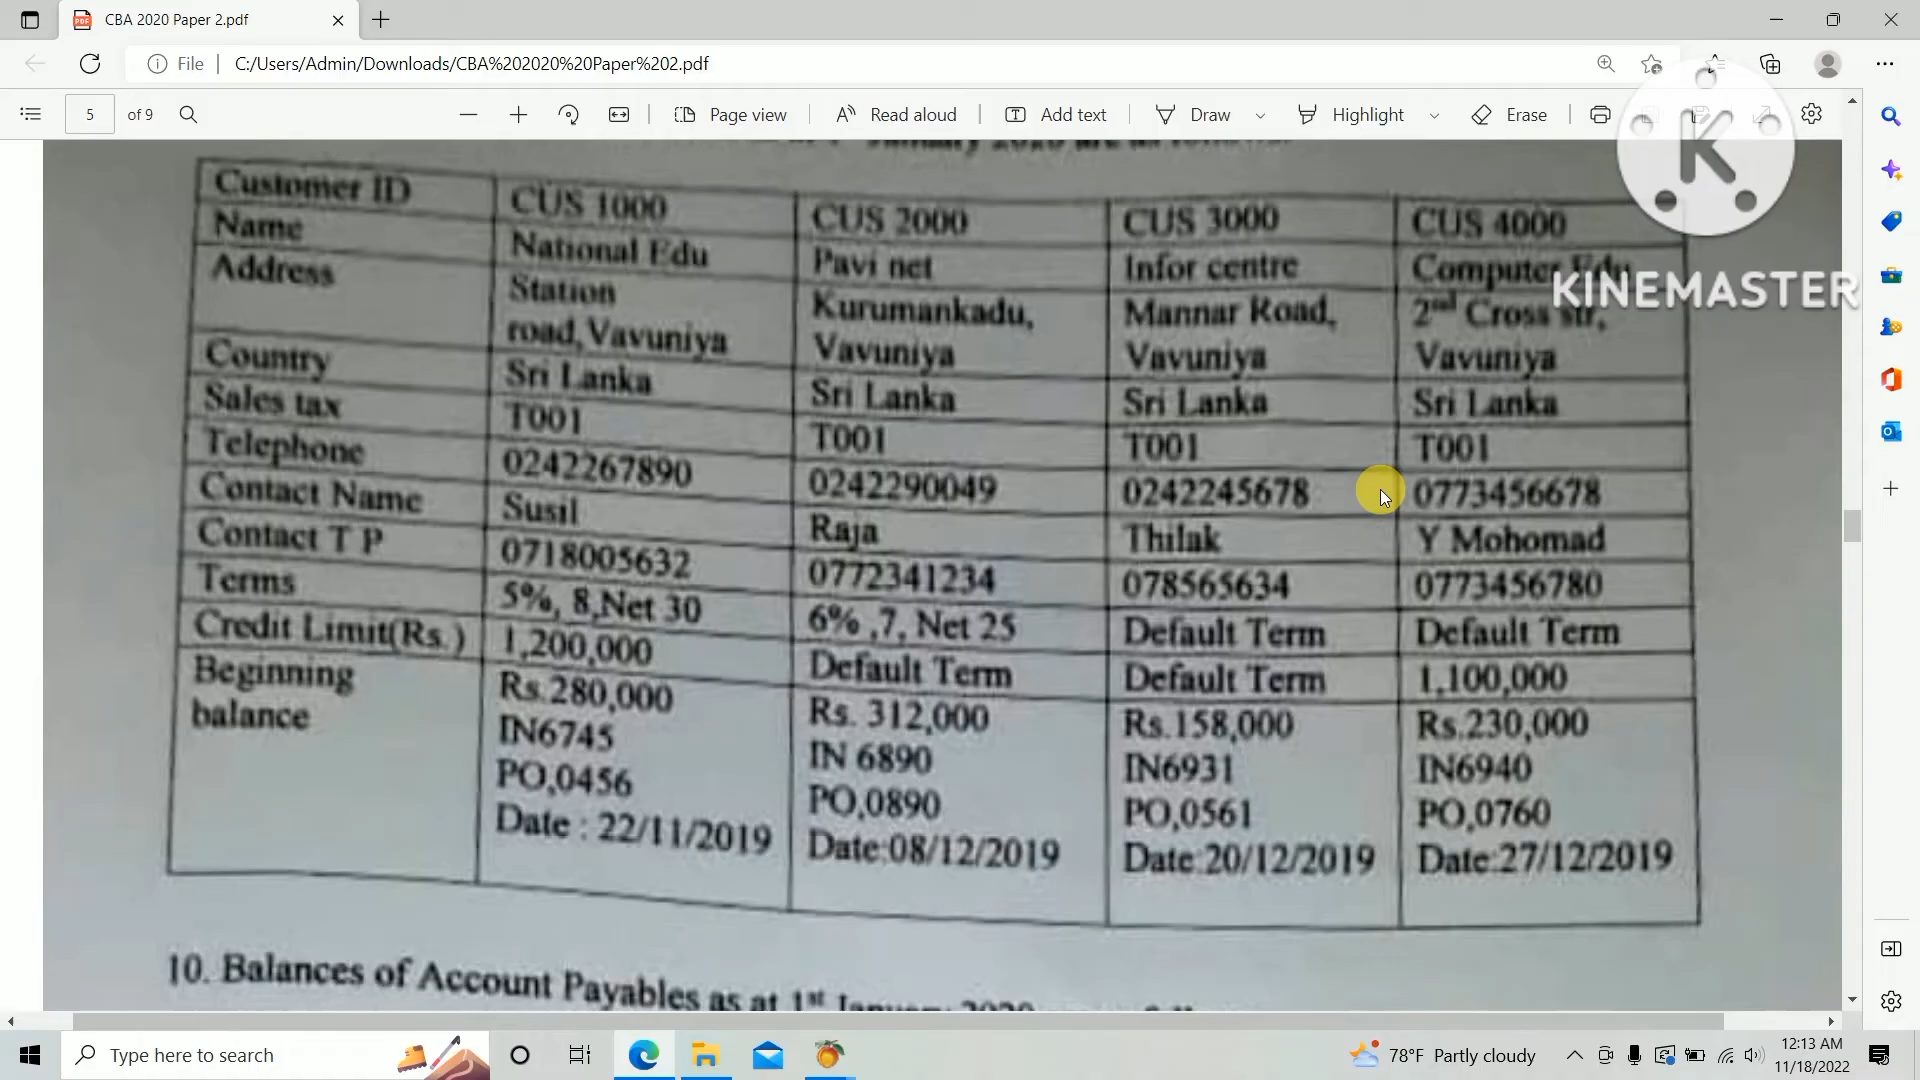 CBA 2020 Paper 2.pdf
File
C:/Users/Admin/Downloads/CBA%202020%20Paper%202.pdf
5 of 9
Page view
Read aloud
Add text
Draw
Highlight
Erase
K
KINEMASTER
Customer ID CUS 1000 CUS 2000 CUS 3000 CUS 4000
Name National Edu Pavi net Infor centre Computer Edu
Address Station Kurumankadu, Mannar Road, 2nd Cross str,
road,Vavuniya Vavuniya Vavuniya Vavuniya
Country Sri Lanka Sri Lanka Sri Lanka Sri Lanka
Sales tax T001 T001 T001 T001
Telephone 0242267890 0242290049 0242245678 0773456678
Contact Name Susil Raja Thilak Y Mohomad
Contact T P 0718005632 0772341234 078565634 0773456780
Terms 5%, 8,Net 30 6% ,7, Net 25 Default Term Default Term
Credit Limit(Rs.) 1,200,000 Default Term Default Term 1,100,000
Beginning Rs.280,000 Rs. 312,000 Rs.158,000 Rs.230,000
balance IN6745 IN 6890 IN6931 IN6940
PO,0456 PO,0890 PO,0561 PO,0760
Date : 22/11/2019 Date:08/12/2019 Date:20/12/2019 Date:27/12/2019
10. Balances of Account Payables as at 1st January 2020
Type here to search
78°F Partly cloudy
12:13 AM
11/18/2022